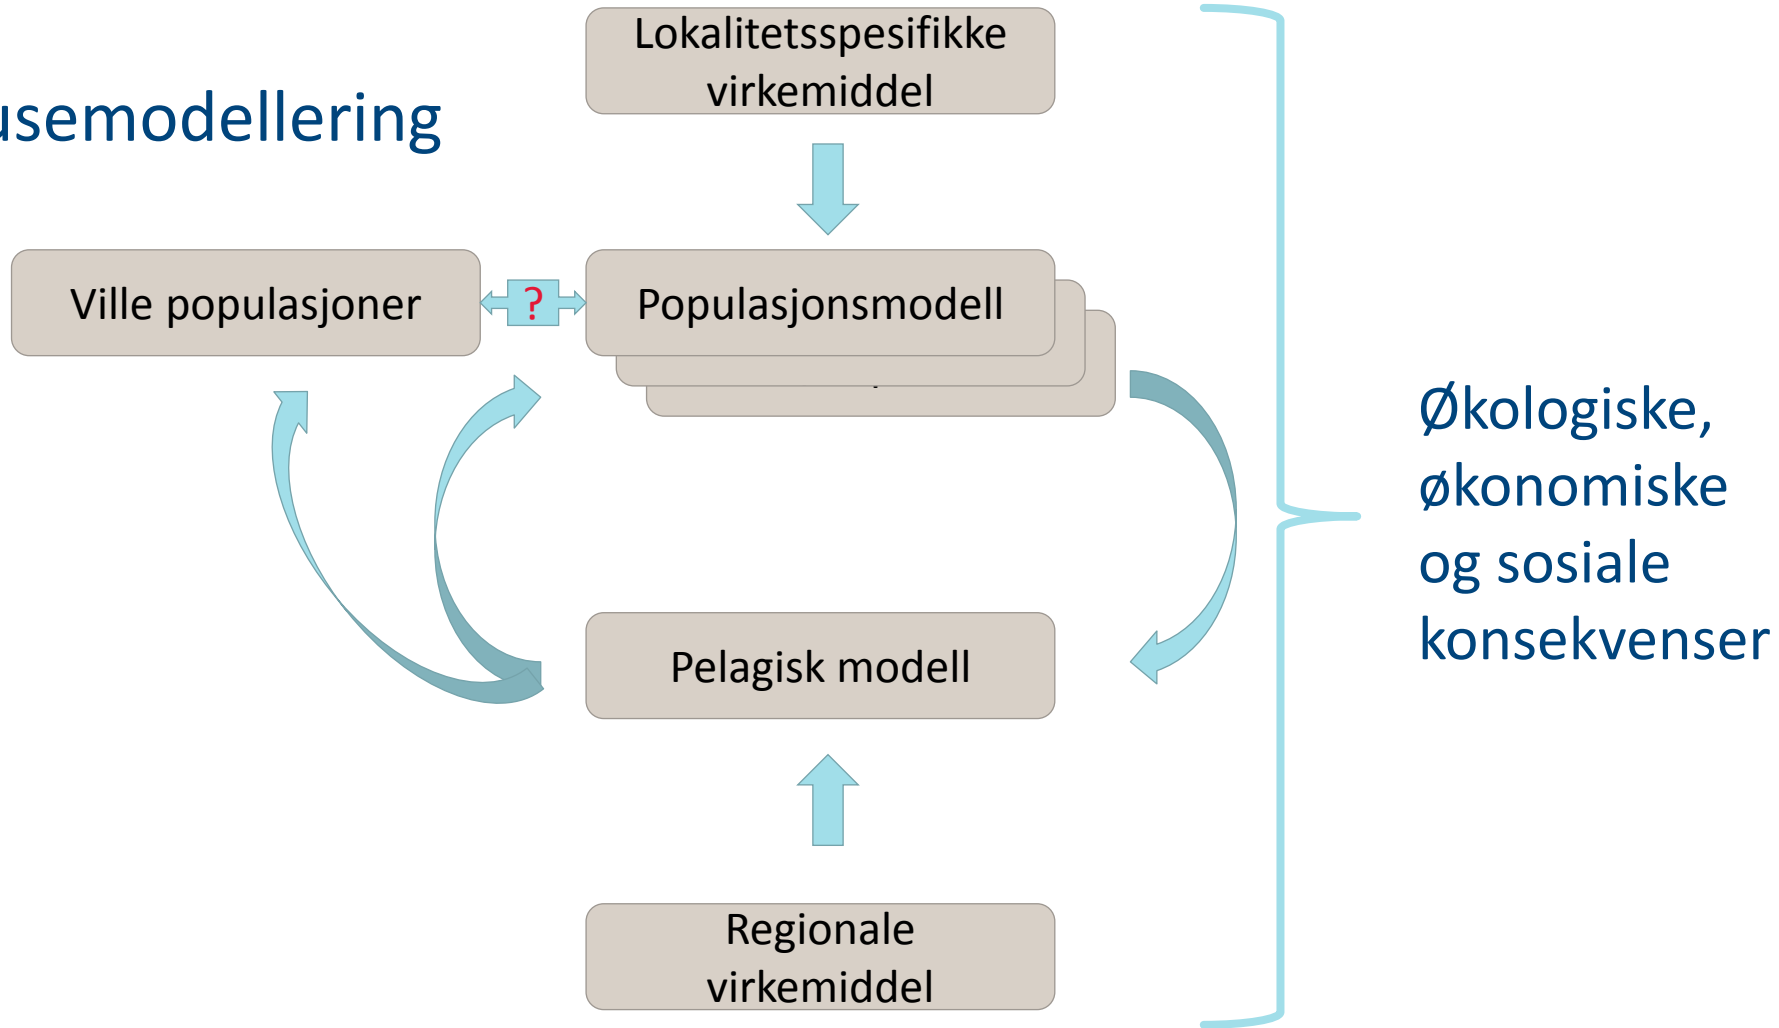 Lokalitetsspesifikke
virkemiddel
usemodellering
Ville populasjoner
?
Populasjonsmodell
Økologiske,
økonomiske
og sosiale
konsekvenser
Pelagisk modell
Regionale
virkemiddel